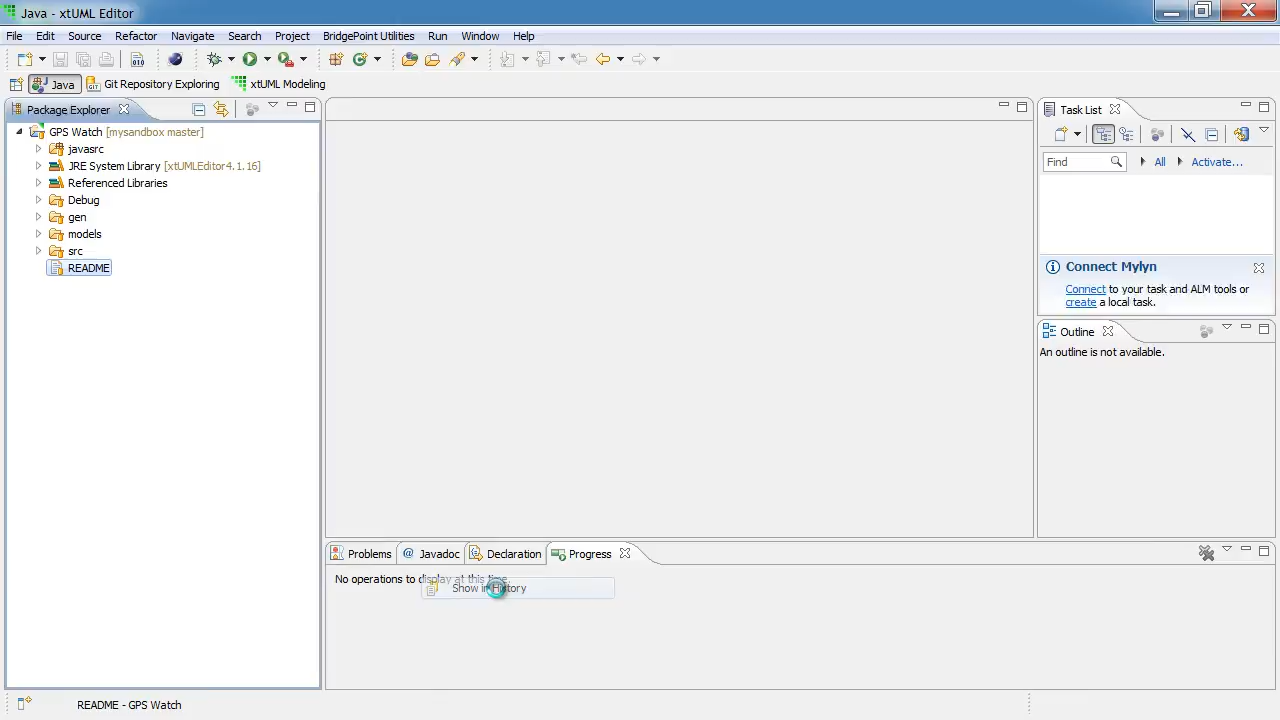 Java - xtUML Editor
File Edit Source Refactor Navigate Search Project BridgePoint Utilities Run Window Help
Java Git Repository Exploring xtUML Modeling
Package Explorer
GPS Watch [mysandbox master]
javasrc
JRE System Library [xtUMLEditor4.1.16]
Referenced Libraries
Debug
gen
models
src
README
Task List
Find All Activate...
Connect Mylyn
Connect to your task and ALM tools or
create a local task.
Outline
An outline is not available.
Problems @ Javadoc Declaration Progress
No operations to display at this time.
Show in History
README - GPS Watch